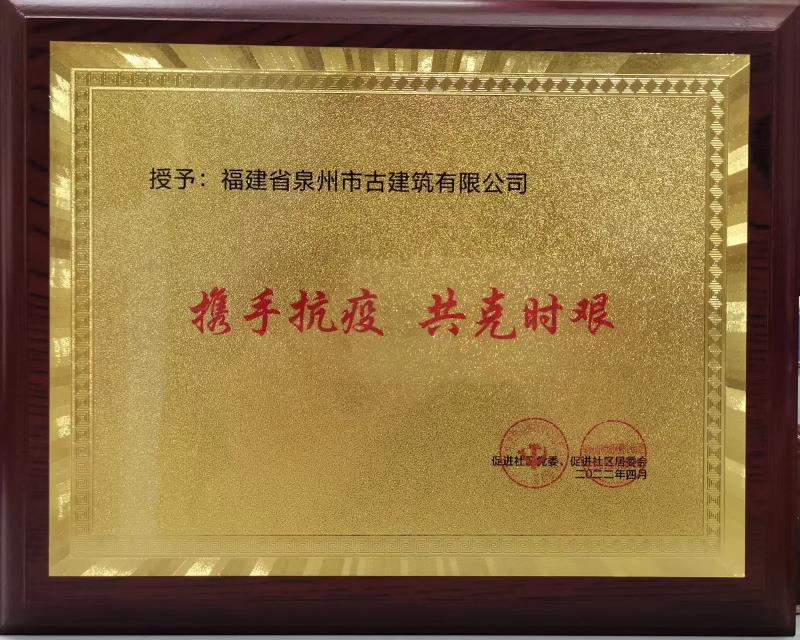 授予：福建省泉州市古建筑有限公司
携手抗疫 共克时艰
促进社区党委、促进社区居委会
二〇二二年四月